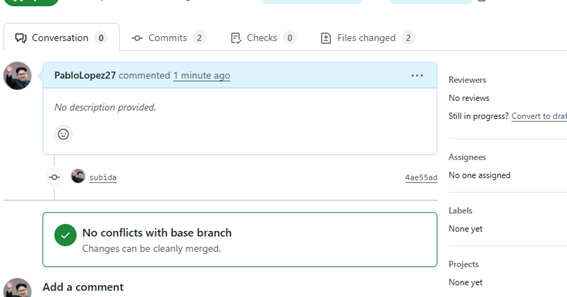 Conversation 0
Commits 2
Checks 0
Files changed 2
PabloLopez27 commented 1 minute ago
No description provided.
subida 4ae55ad
No conflicts with base branch
Changes can be cleanly merged.
Add a comment
Reviewers
No reviews
Still in progress? Convert to draf
Assignees
No one assigned
Labels
None yet
Projects
None yet